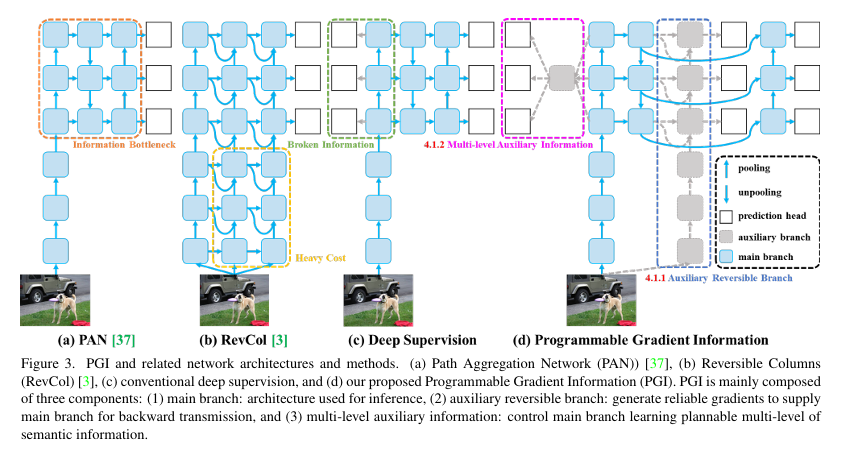 Information Bottleneck
Broken Information
4.1.2 Multi-level Auxiliary Information
Heavy Cost
pooling
unpooling
prediction head
auxiliary branch
main branch
4.1.1 Auxiliary Reversible Branch
(a) PAN [37]
(b) RevCol [3]
(c) Deep Supervision
(d) Programmable Gradient Information
Figure 3. PGI and related network architectures and methods. (a) Path Aggregation Network (PAN)) [37], (b) Reversible Columns
(RevCol) [3], (c) conventional deep supervision, and (d) our proposed Programmable Gradient Information (PGI). PGI is mainly composed
of three components: (1) main branch: architecture used for inference, (2) auxiliary reversible branch: generate reliable gradients to supply
main branch for backward transmission, and (3) multi-level auxiliary information: control main branch learning plannable multi-level of
semantic information.